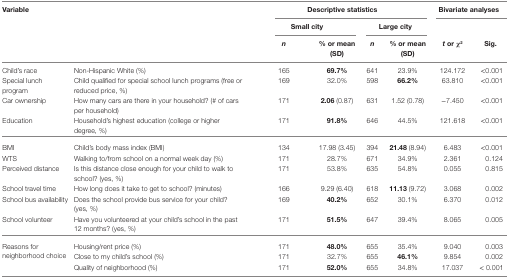 Variable Descriptive statistics Bivariate analyses
Small city Large city
n % or mean (SD) n % or mean (SD) t or χ² Sig.
Child's race Non-Hispanic White (%) 165 69.7% 641 23.9% 124.172 <0.001
Special lunch program Child qualified for special school lunch programs (free or reduced price, %) 169 32.0% 598 66.2% 63.810 <0.001
Car ownership How many cars are there in your household? (# of cars per household) 171 2.06 (0.87) 631 1.52 (0.78) −7.450 <0.001
Education Household's highest education (college or higher degree, %) 171 91.8% 646 44.5% 121.618 <0.001
BMI Child's body mass index (BMI) 134 17.98 (3.45) 394 21.48 (8.94) 6.483 <0.001
WTS Walking to/from school on a normal week day (%) 171 28.7% 671 34.9% 2.361 0.124
Perceived distance Is this distance close enough for your child to walk to school? (yes, %) 171 53.8% 635 54.8% 0.055 0.815
School travel time How long does it take to get to school? (minutes) 166 9.29 (6.40) 618 11.13 (9.72) 3.068 0.002
School bus availability Does the school provide bus service for your child? (yes, %) 169 40.2% 652 30.1% 6.370 0.012
School volunteer Have you volunteered at your child's school in the past 12 months? (yes, %) 171 51.5% 647 39.4% 8.065 0.005
Reasons for neighborhood choice Housing/rent price (%) 171 48.0% 655 35.4% 9.040 0.003
Close to my child's school (%) 171 32.7% 655 46.1% 9.854 0.002
Quality of neighborhood (%) 171 52.0% 655 34.8% 17.037 < 0.001